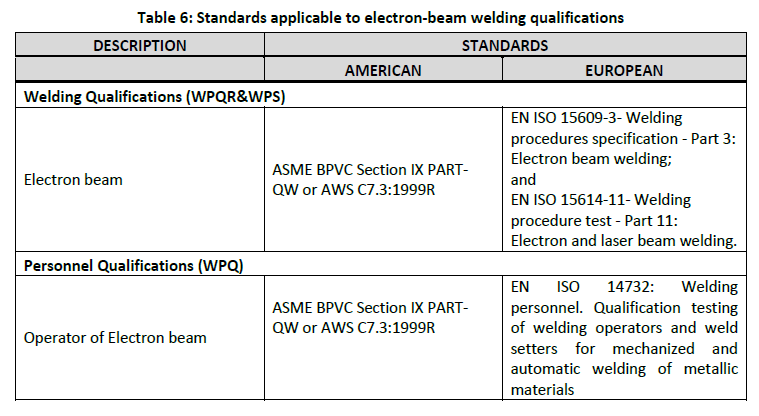 Table 6: Standards applicable to electron-beam welding qualifications
DESCRIPTION STANDARDS
AMERICAN EUROPEAN
Welding Qualifications (WPQR&WPS)
Electron beam
ASME BPVC Section IX PART-
QW or AWS C7.3:1999R
EN ISO 15609-3- Welding
procedures specification - Part 3:
Electron beam welding;
and
EN ISO 15614-11- Welding
procedure test - Part 11:
Electron and laser beam welding.
Personnel Qualifications (WPQ)
Operator of Electron beam
ASME BPVC Section IX PART-
QW or AWS C7.3:1999R
EN ISO 14732: Welding
personnel. Qualification testing
of welding operators and weld
setters for mechanized and
automatic welding of metallic
materials